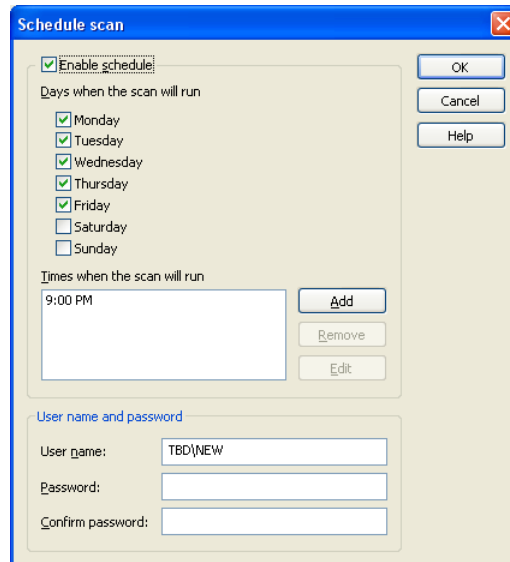 Schedule scan
Enable schedule
OK
Days when the scan will run
Cancel
Monday
Help
Tuesday
Wednesday
Thursday
Friday
Saturday
Sunday
Times when the scan will run
9:00 PM
Add
Remove
Edit
User name and password
User name: TBD\NEW
Password:
Confirm password: